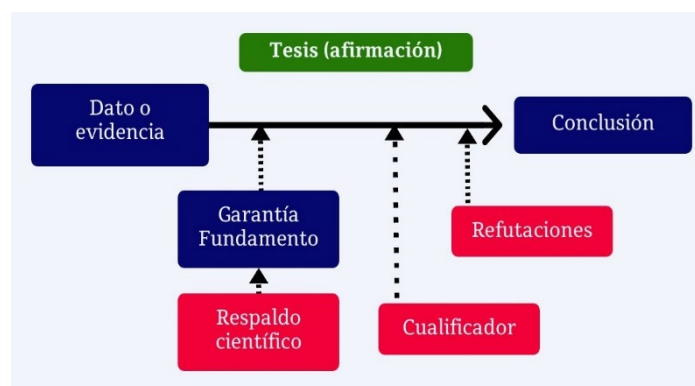 Tesis (afirmación)
Dato o
evidencia
Conclusión
Garantía
Fundamento
Refutaciones
Respaldo
científico
Cualificador